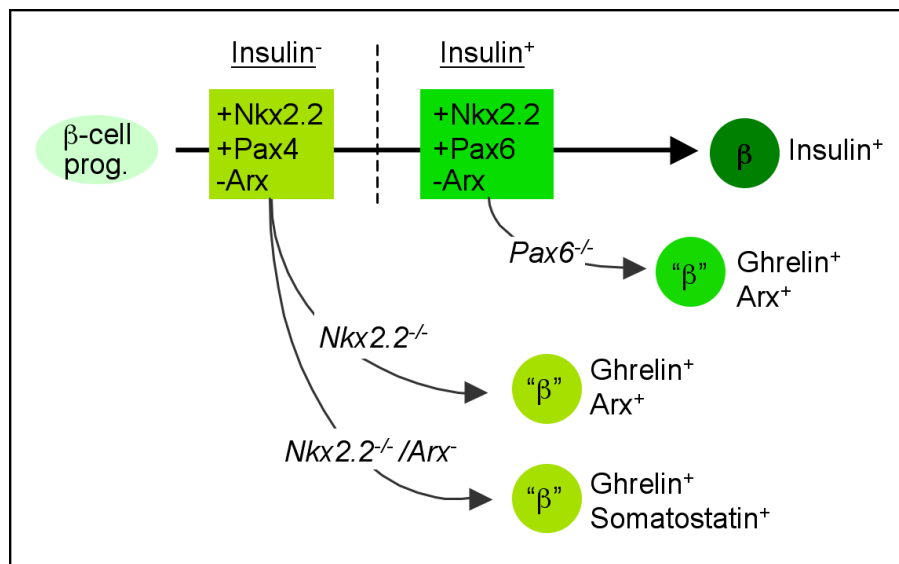 Insulin⁻
Insulin⁺
β-cell
prog.
+Nkx2.2
+Pax4
-Arx
+Nkx2.2
+Pax6
-Arx
β
Insulin⁺
Pax6⁻/⁻
“β”
Ghrelin⁺
Arx⁺
Nkx2.2⁻/⁻
“β”
Ghrelin⁺
Arx⁺
Nkx2.2⁻/⁻/Arx⁻
“β”
Ghrelin⁺
Somatostatin⁺